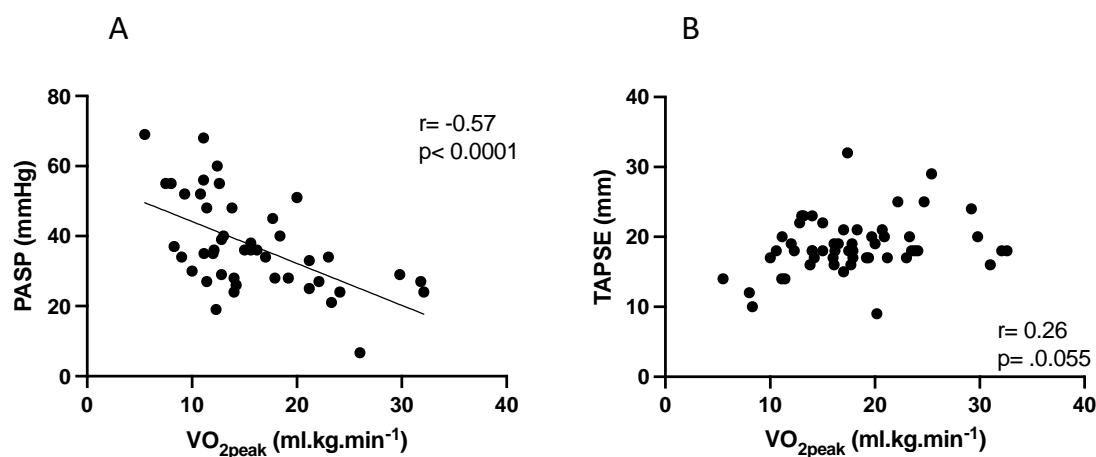 A
80
60
40
20
0
PASP (mmHg)
r= -0.57
p< 0.0001
0 10 20 30 40
VO2peak (ml.kg.min-1)
B
40
30
20
10
0
TAPSE (mm)
r= 0.26
p= .0.055
0 10 20 30 40
VO2peak (ml.kg.min-1)